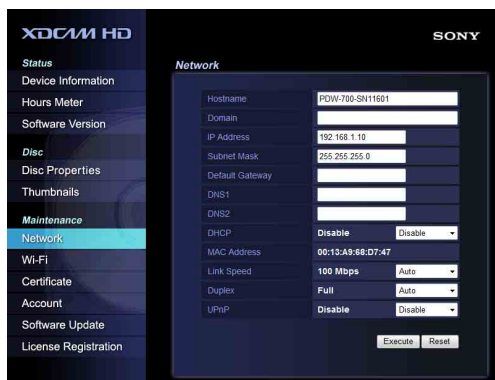 XDCAM HD
SONY
Status
Device Information
Hours Meter
Software Version
Disc
Disc Properties
Thumbnails
Maintenance
Network
Wi-Fi
Certificate
Account
Software Update
License Registration
Network
Hostname PDW-700-SN11601
Domain
IP Address 192.168.1.10
Subnet Mask 255.255.255.0
Default Gateway
DNS1
DNS2
DHCP Disable Disable
MAC Address 00:13:A9:68:D7:47
Link Speed 100 Mbps Auto
Duplex Full Auto
UPnP Disable Disable
Execute Reset